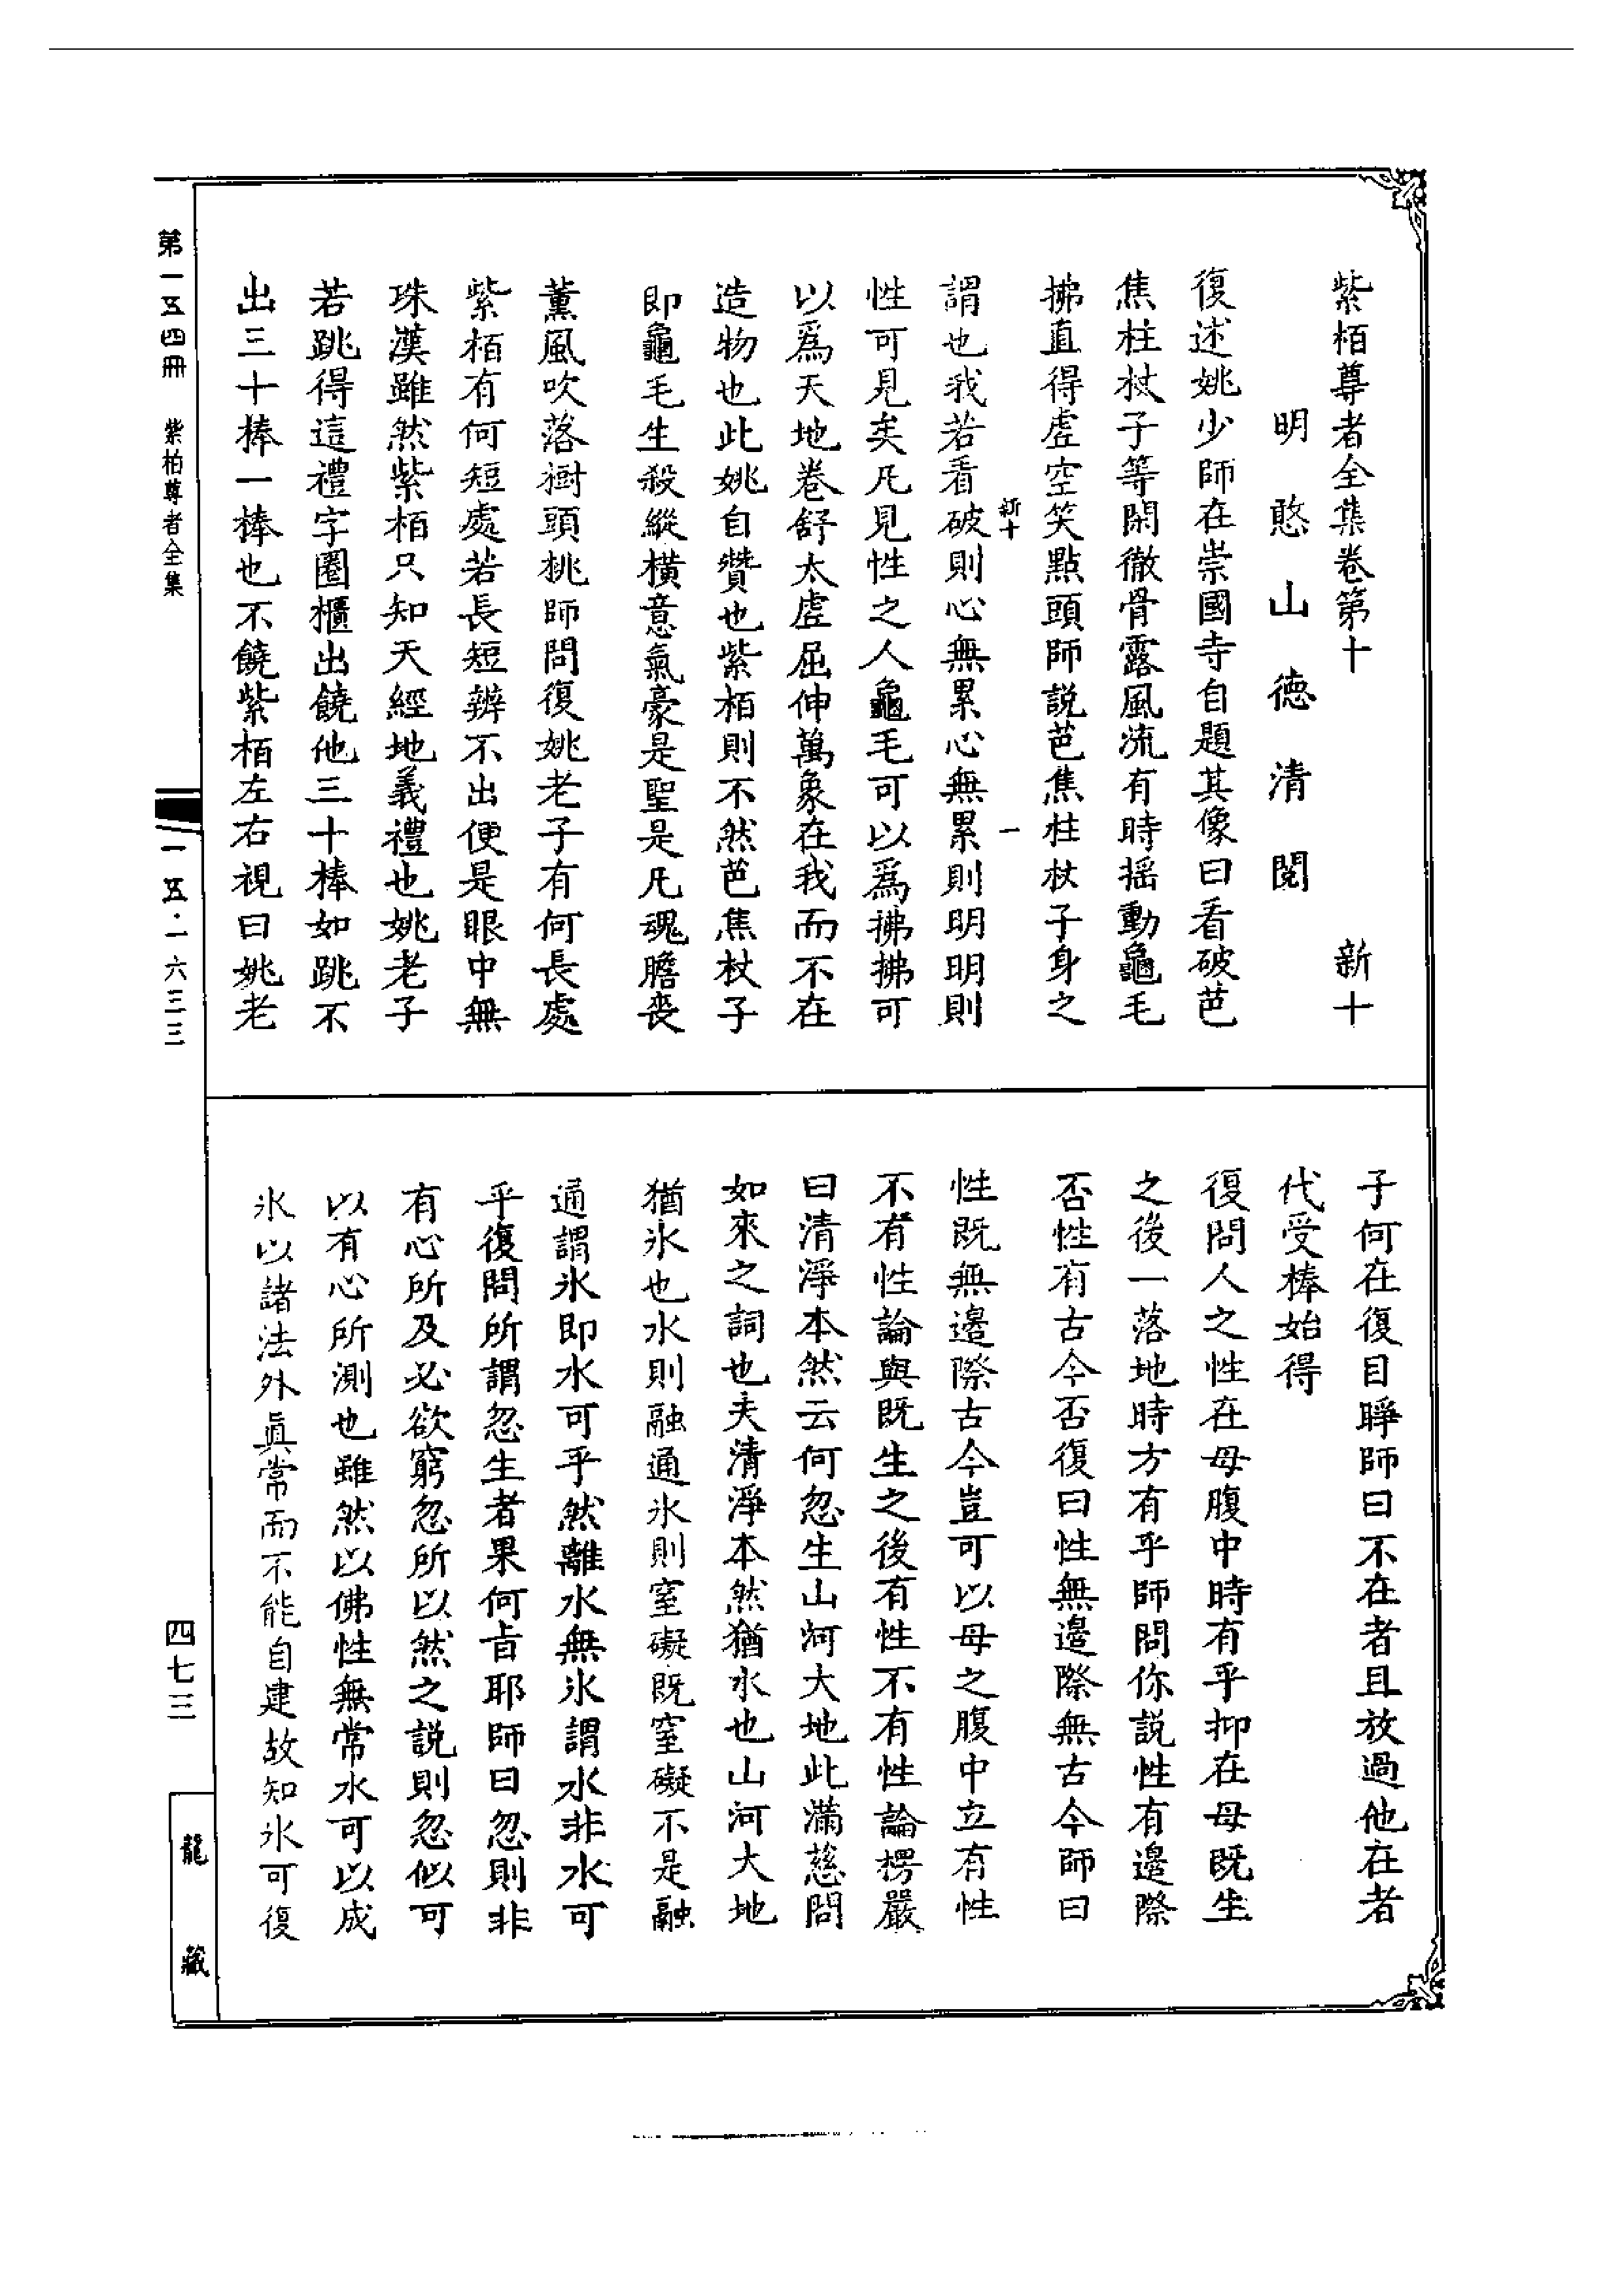 紫栢尊者全集卷第十　新十
明憨山德清閱
復述姚少師在崇國寺自題其像曰看破芭
焦柱杖子等閑徹骨露風流有時搖動龜毛
拂直得虛空笑點頭師説芭焦柱杖子身之
新十　一
謂也我若看破則心無累心無累則明明則
性可見矣凡見性之人龜毛可以爲拂拂可
以爲天地卷舒太虛屈伸萬象在我而不在
造物也此姚自贊也紫栢則不然芭焦杖子
即龜毛生殺縱橫意氣豪是聖是凡魂膽喪
薰風吹落樹頭桃師問復姚老子有何長處
紫栢有何短處若長短辨不出便是眼中無
珠漢雖然紫栢只知天經地義禮也姚老子
若跳得這禮字圈櫃出饒他三十棒如跳不
出三十棒一棒也不饒紫栢左右視曰姚老
子何在復目睜師曰不在者且放過他在者
代受棒始得
復問人之性在母腹中時有乎抑在母既生
之後一落地時方有乎師問你説性有邊際
否性有古今否復曰性無邊際無古今師曰
性既無邊際古今豈可以母之腹中立有性
不有性論與既生之後有性不有性論楞嚴
曰清淨本然云何忽生山河大地此滿慈問
如來之詞也夫清淨本然猶水也山河大地
猶氷也水則融通氷則窒礙既窒礙不是融
通謂氷即水可乎然離水無氷謂水非水可
乎復問所謂忽生者果何旨耶師曰忽則非
有心所及必欲窮忽所以然之説則忽似可
以有心所測也雖然以佛性無常水可以成
氷以諸法外眞常而不能自建故知氷可復
第一五四冊　紫柏尊者全集
一五·一六三三
四七三
龍藏